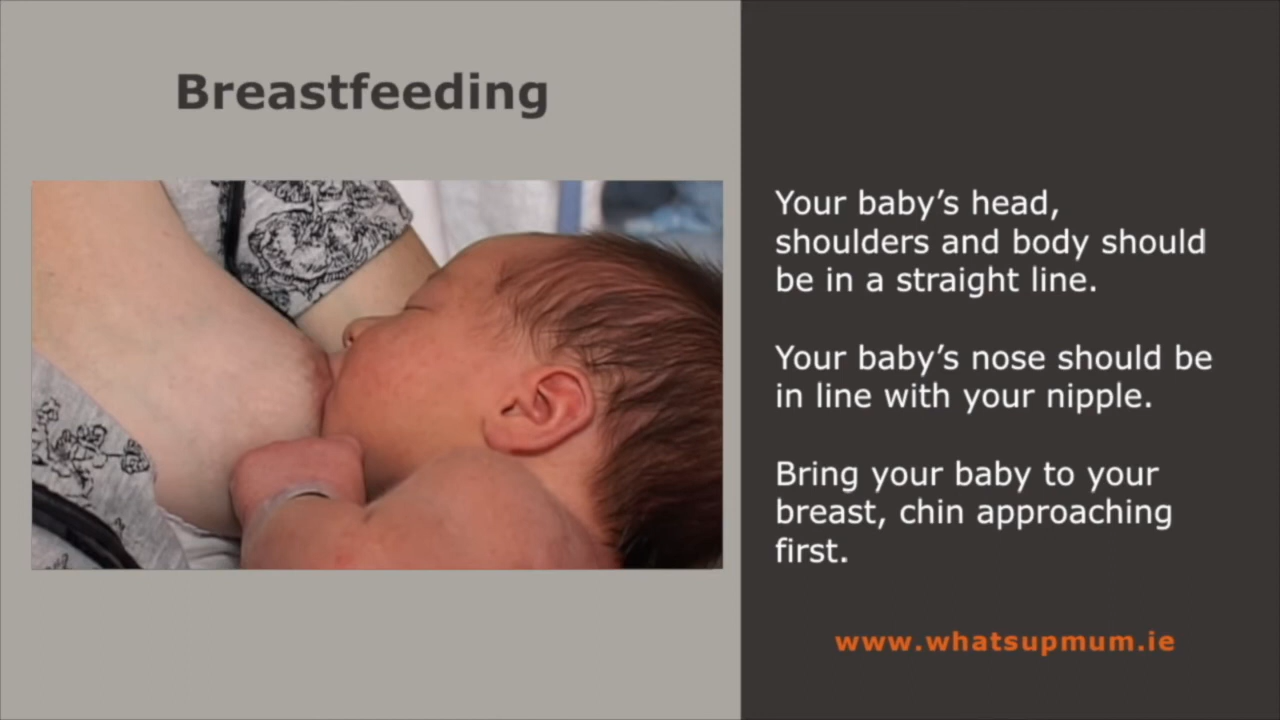 Breastfeeding
Your baby’s head,
shoulders and body should
be in a straight line.
Your baby’s nose should be
in line with your nipple.
Bring your baby to your
breast, chin approaching
first.
www.whatsupmum.ie